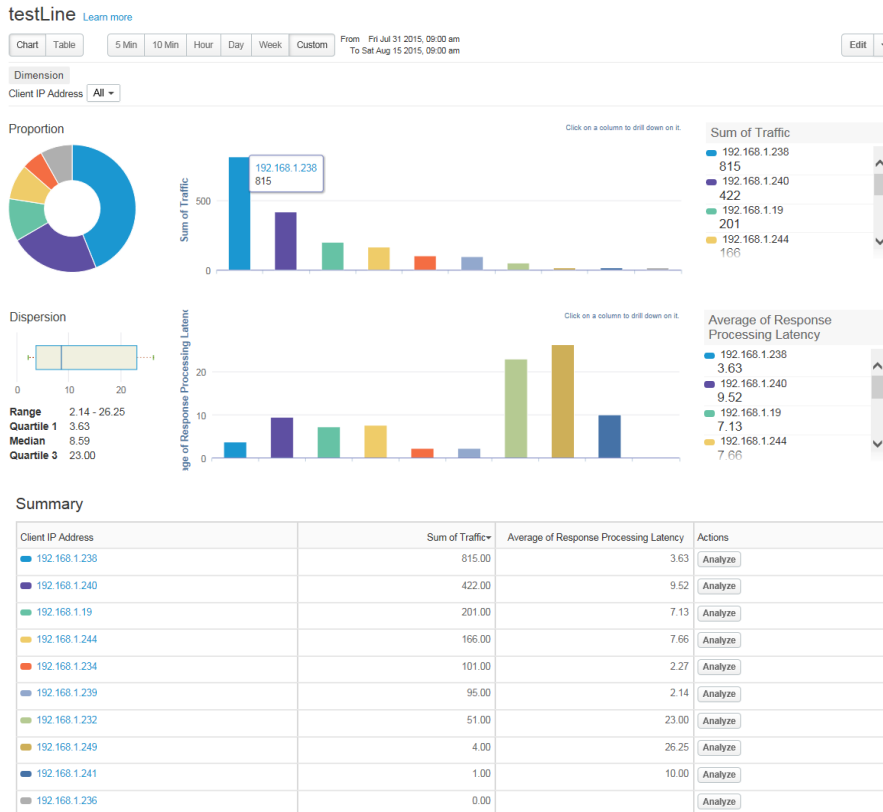 testLine Learn more
Chart Table 5 Min 10 Min Hour Day Week Custom From Fri Jul 31 2015, 09:00 am
To Sat Aug 15 2015, 09:00 am
Edit
Dimension
Client IP Address All
Proportion
Click on a column to drill down on it.
Sum of Traffic
500
0
192.168.1.238
815
Sum of Traffic
192.168.1.238
815
192.168.1.240
422
192.168.1.19
201
192.168.1.244
166
Dispersion
0 10 20
Range 2.14 - 26.25
Quartile 1 3.63
Median 8.59
Quartile 3 23.00
Click on a column to drill down on it.
ge of Response Processing Latenc
20
10
0
Average of Response
Processing Latency
192.168.1.238
3.63
192.168.1.240
9.52
192.168.1.19
7.13
192.168.1.244
7.66
Summary
Client IP Address Sum of Traffic Average of Response Processing Latency Actions
192.168.1.238 815.00 3.63 Analyze
192.168.1.240 422.00 9.52 Analyze
192.168.1.19 201.00 7.13 Analyze
192.168.1.244 166.00 7.66 Analyze
192.168.1.234 101.00 2.27 Analyze
192.168.1.239 95.00 2.14 Analyze
192.168.1.232 51.00 23.00 Analyze
192.168.1.249 4.00 26.25 Analyze
192.168.1.241 1.00 10.00 Analyze
192.168.1.236 0.00 Analyze